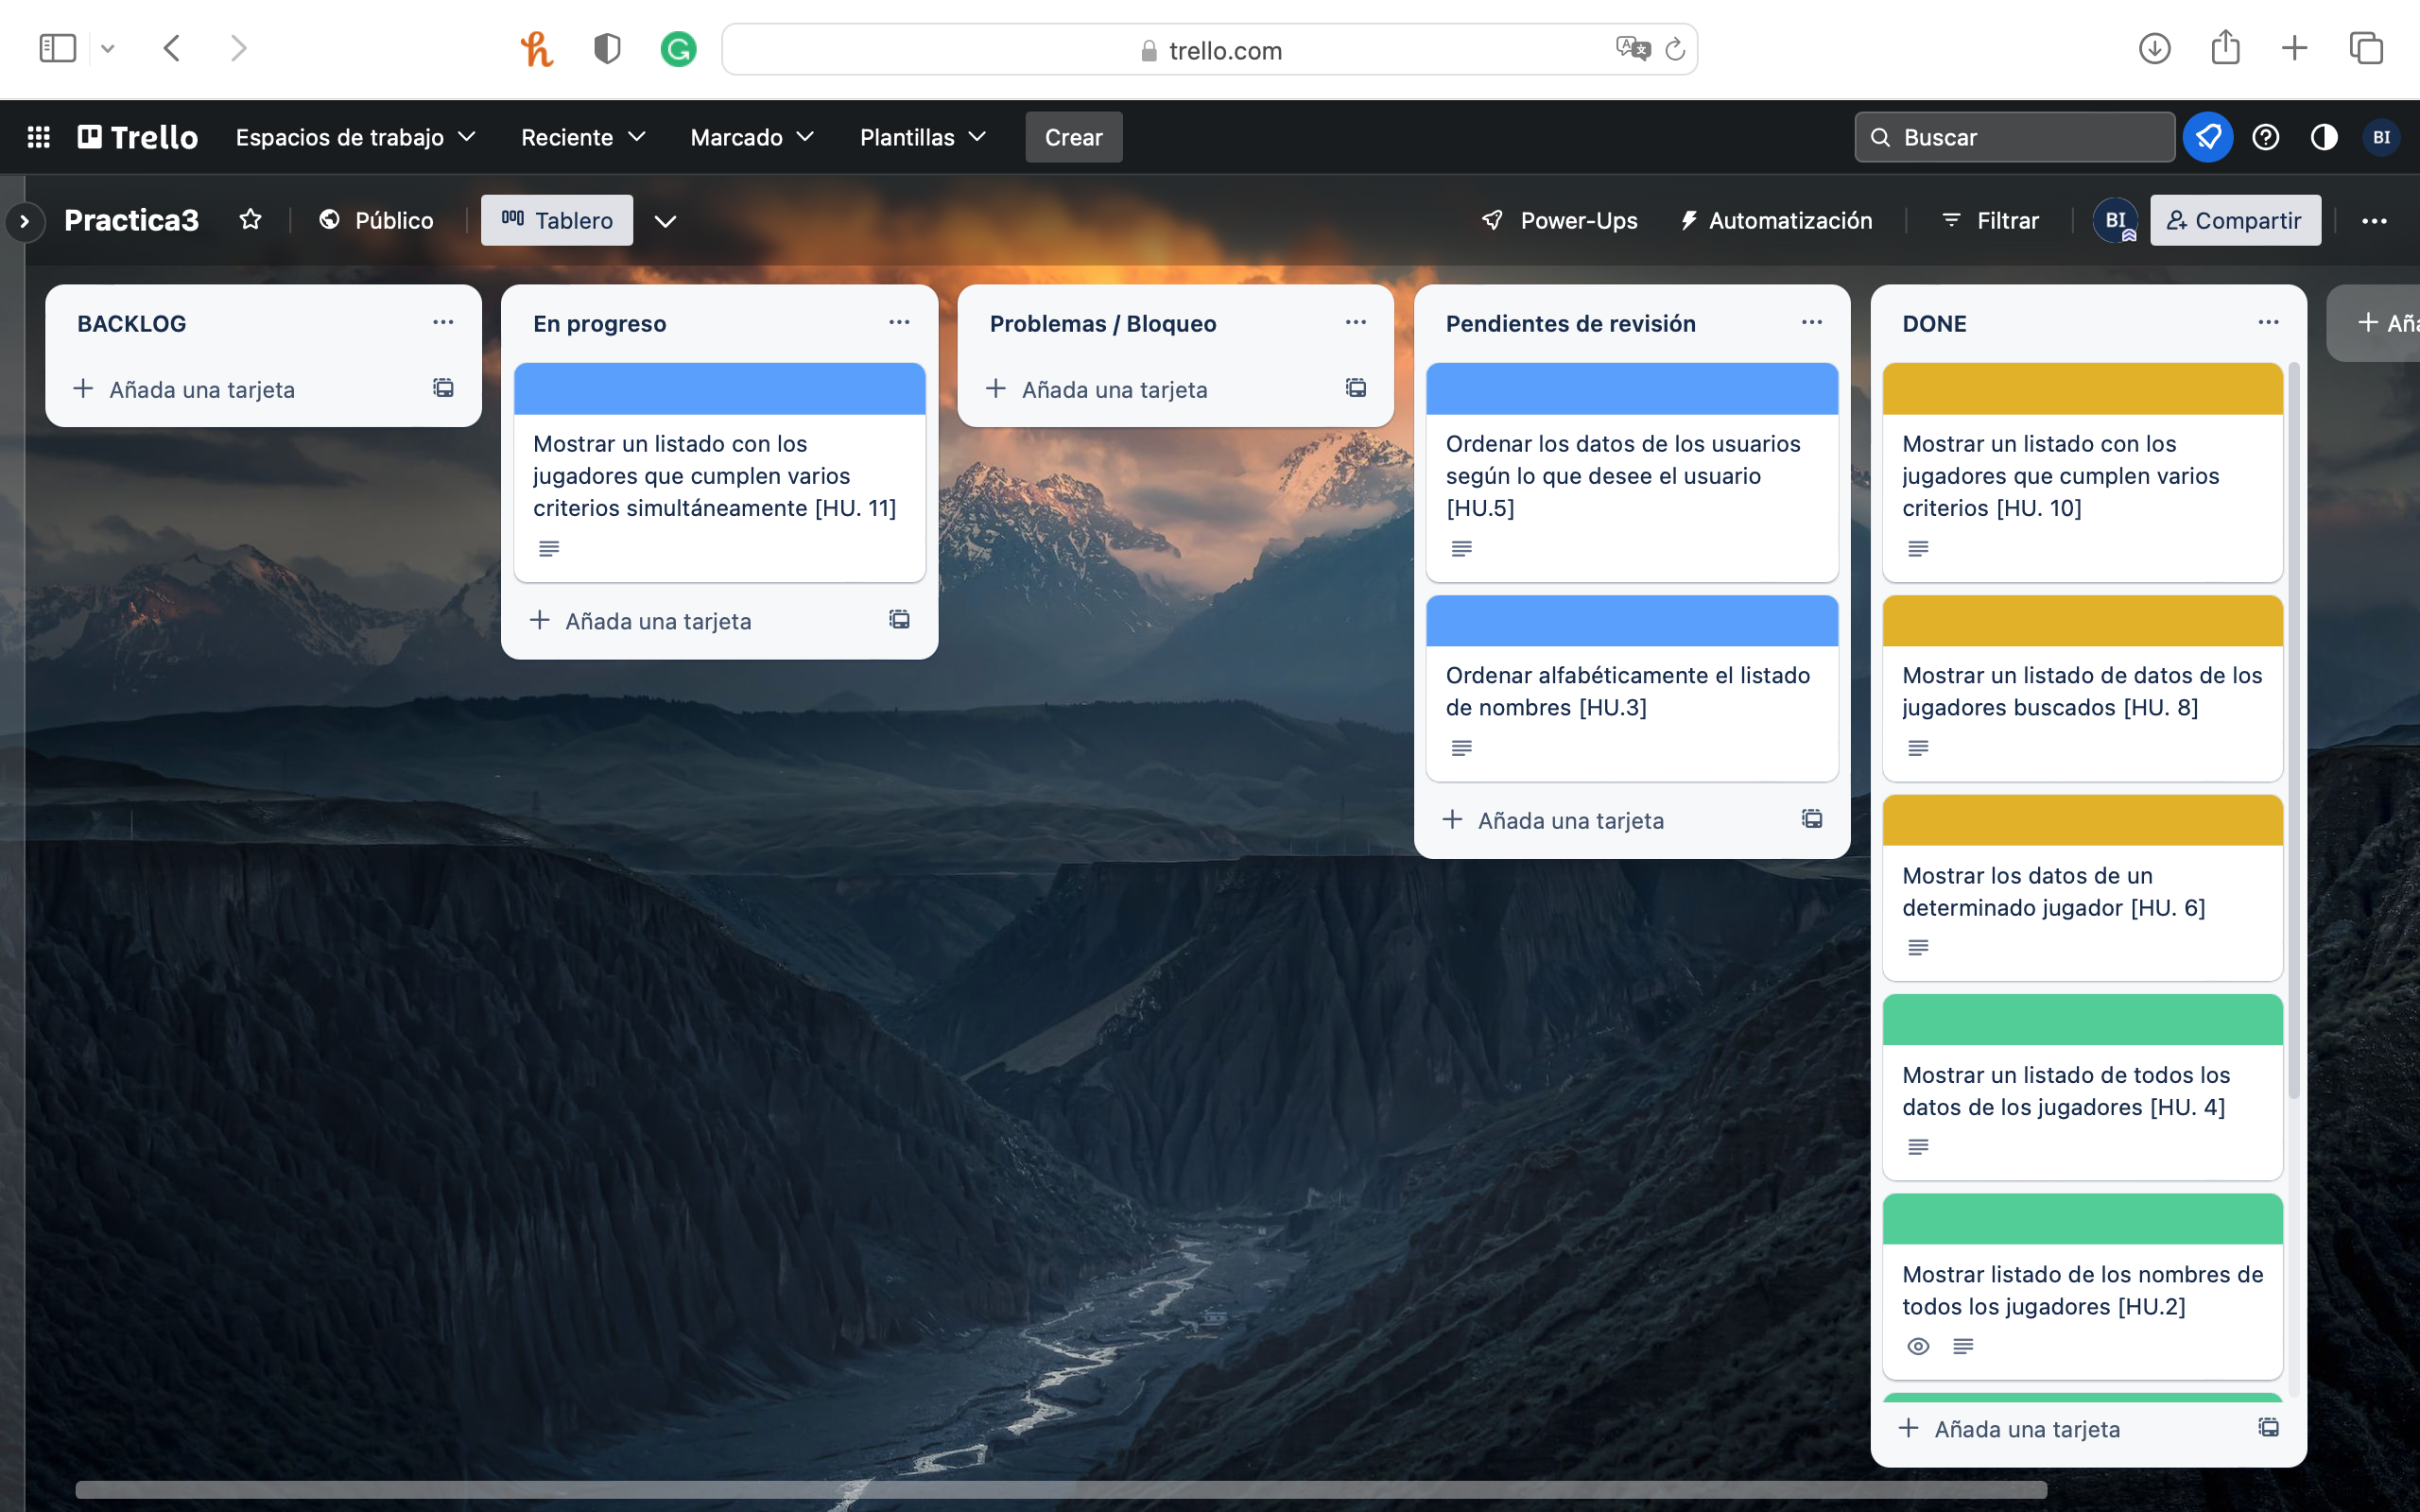 trello.com
Trello
Espacios de trabajo
Reciente
Marcado
Plantillas
Crear
Buscar
BI
Practica3
Público
Tablero
Power-Ups
Automatización
Filtrar
BI
Compartir
BACKLOG
Añada una tarjeta
En progreso
Mostrar un listado con los
jugadores que cumplen varios
criterios simultáneamente [HU. 11]
Añada una tarjeta
Problemas / Bloqueo
Añada una tarjeta
Pendientes de revisión
Ordenar los datos de los usuarios
según lo que desee el usuario
[HU.5]
Ordenar alfabéticamente el listado
de nombres [HU.3]
Añada una tarjeta
DONE
Mostrar un listado con los
jugadores que cumplen varios
criterios [HU. 10]
Mostrar un listado de datos de los
jugadores buscados [HU. 8]
Mostrar los datos de un
determinado jugador [HU. 6]
Mostrar un listado de todos los
datos de los jugadores [HU. 4]
Mostrar listado de los nombres de
todos los jugadores [HU.2]
Añada una tarjeta